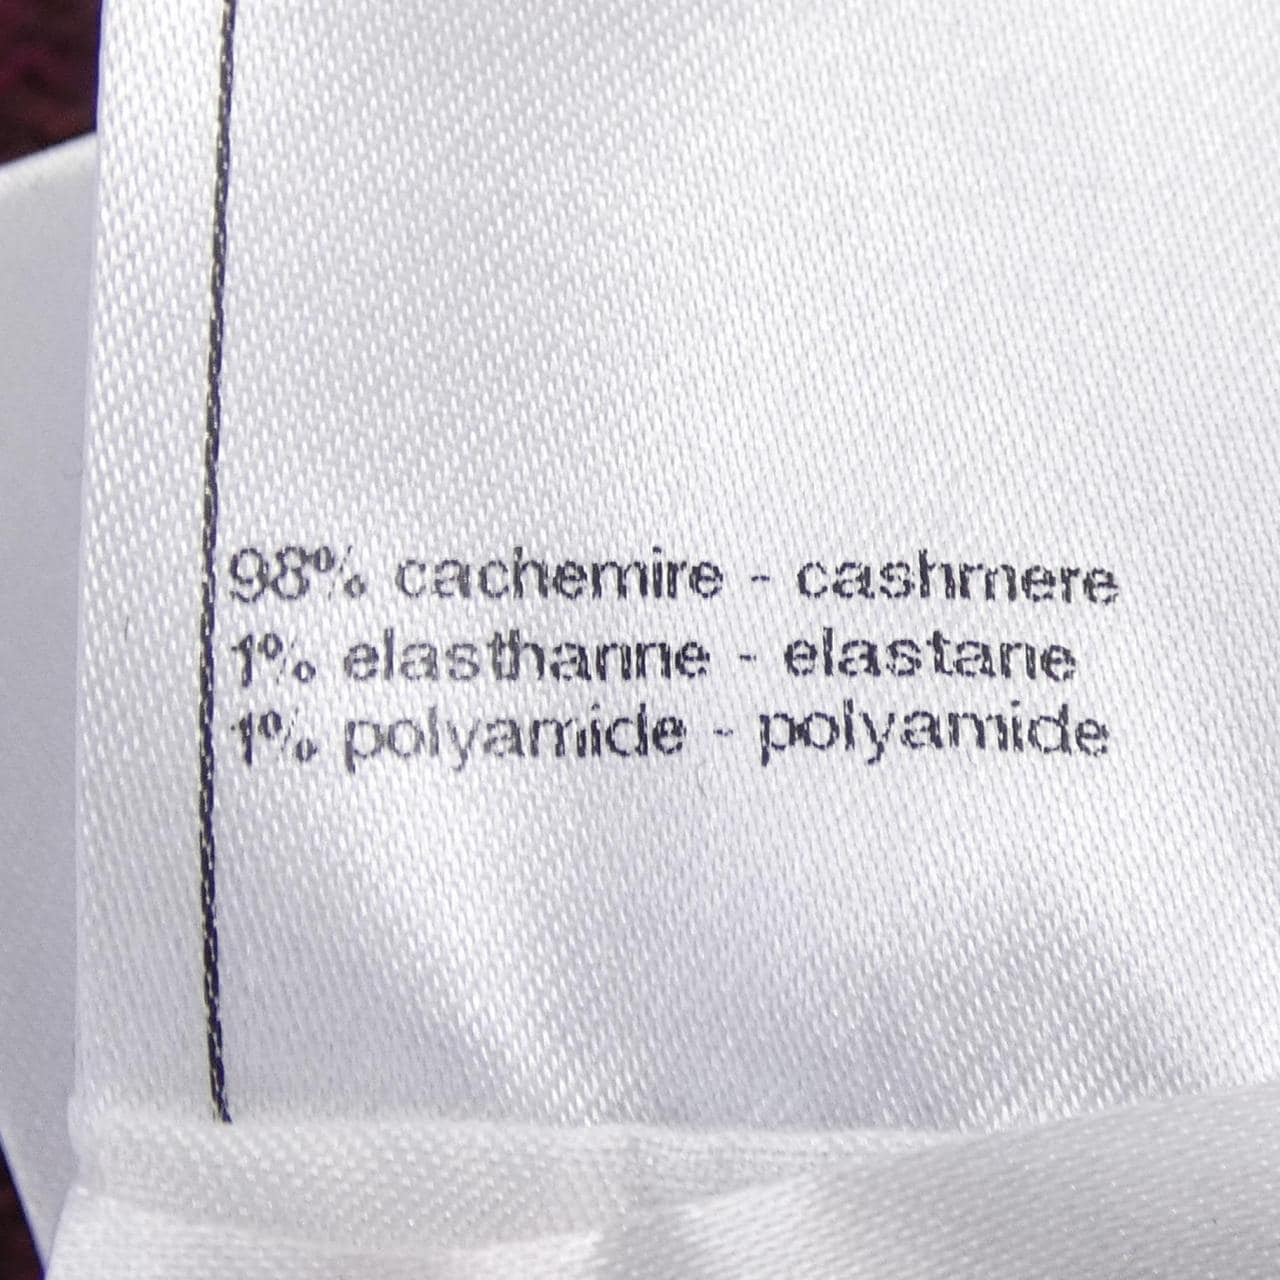 98% cachemire - cashmere
1% elasthanne - elastane
1% polyamide - polyamide